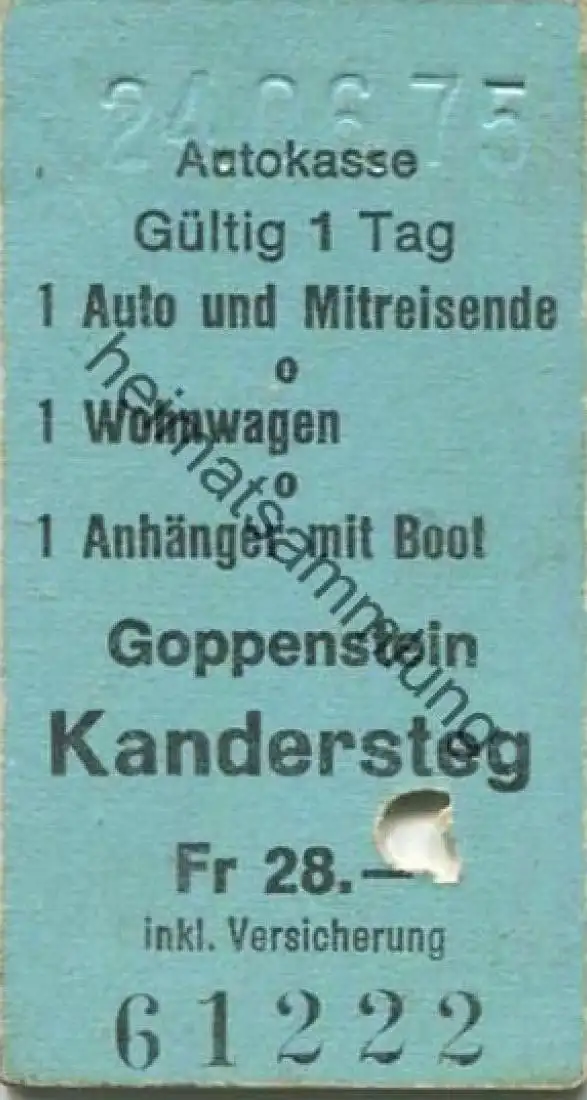 24.06 75
Autokasse
Gültig 1 Tag
1 Auto und Mitreisende
o
1 Wohnwagen
o
1 Anhänger mit Boot
Goppenstein
Kandersteg
Fr 28.—
inkl. Versicherung
61222
heimatsammlung